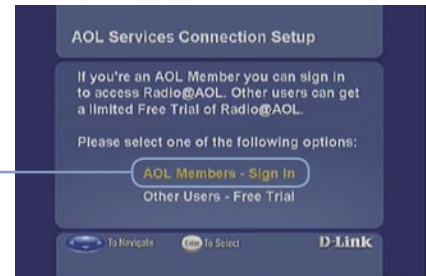 AOL Services Connection Setup
If you're an AOL Member you can sign in
to access Radio@AOL. Other users can get
a limited Free Trial of Radio@AOL.
Please select one of the following options:
AOL Members - Sign In
Other Users - Free Trial
To Navigate Enter To Select D-Link